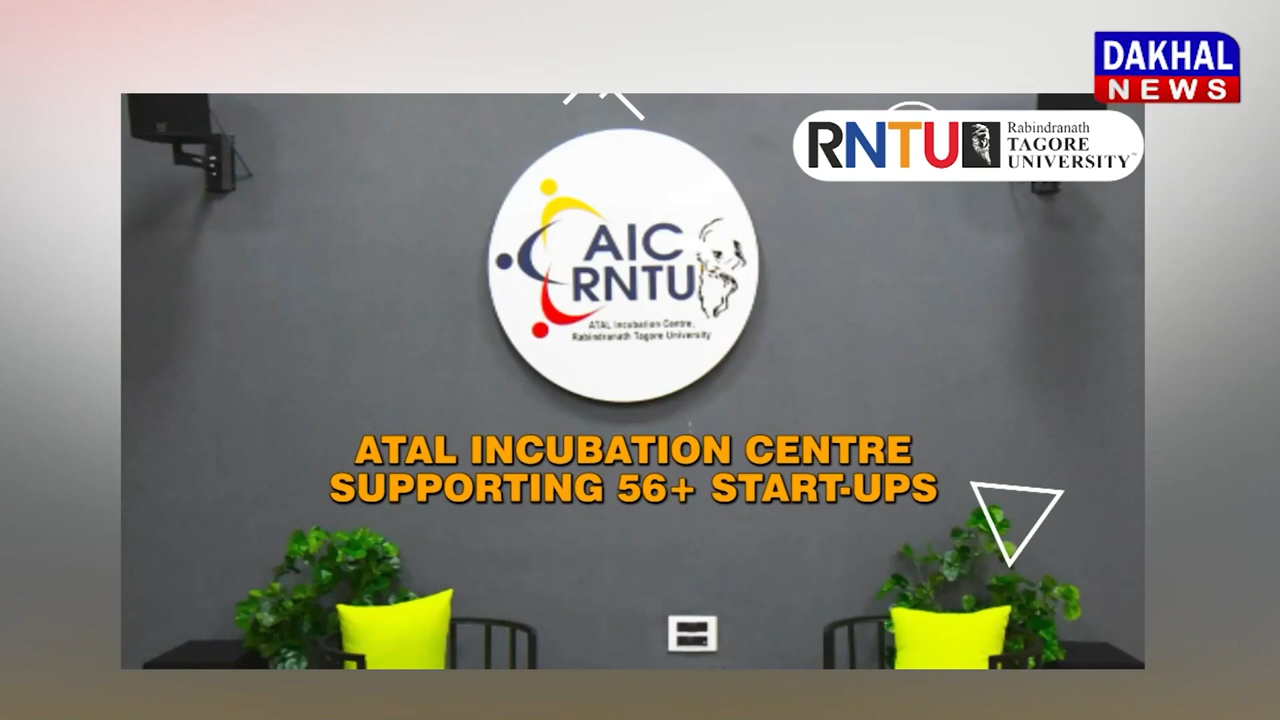 DAKHAL
NEWS
RNTU
Rabindranath
TAGORE
UNIVERSITY™
AIC
RNTU
ATAL Incubation Centre,
Rabindranath Tagore University
ATAL INCUBATION CENTRE
SUPPORTING 56+ START-UPS